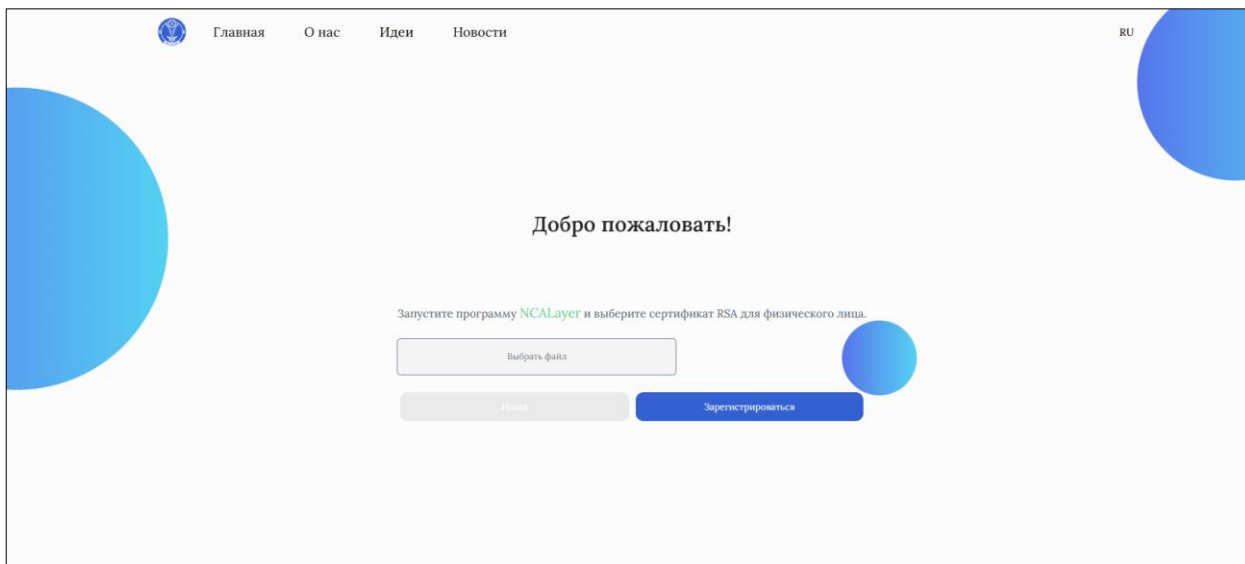 Главная О нас Идеи Новости RU
Добро пожаловать!
Запустите программу NCALayer и выберите сертификат RSA для физического лица.
Выбрать файл
Назад Зарегистрироваться